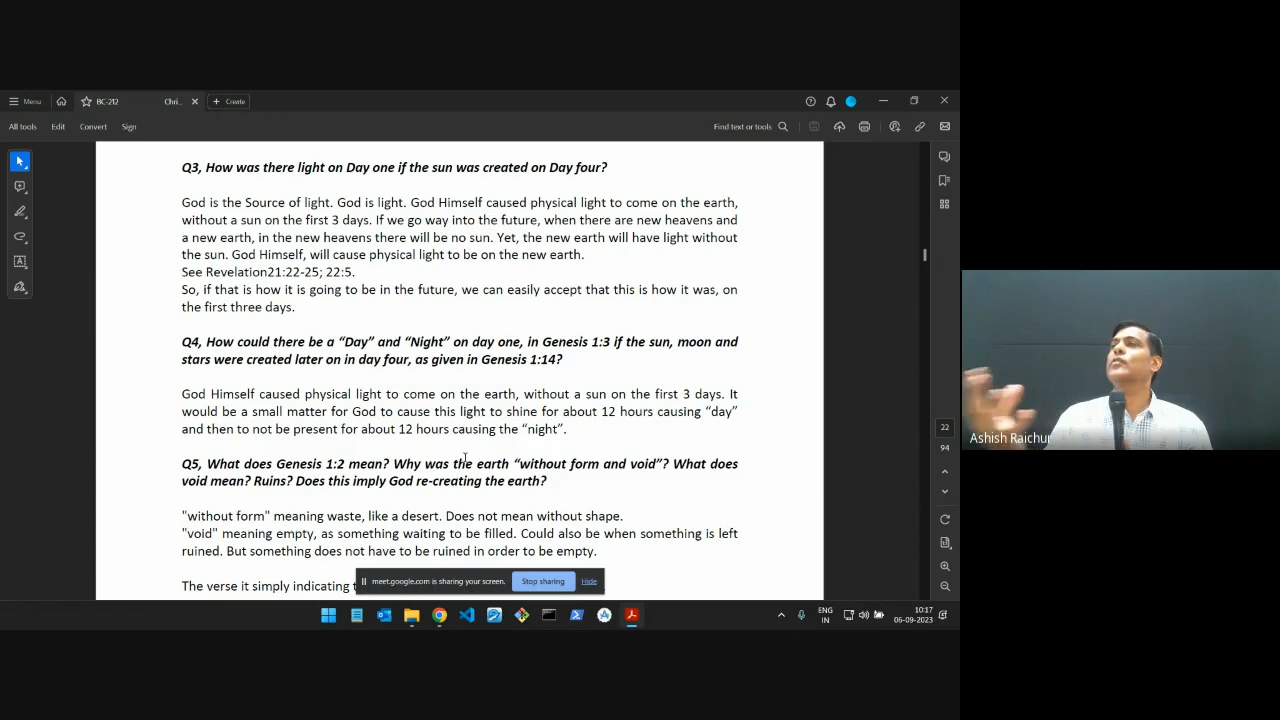 Menu
BC-212
Chri...
Create
All tools
Edit
Convert
Sign
Find text or tools
Q3, How was there light on Day one if the sun was created on Day four?
God is the Source of light. God is light. God Himself caused physical light to come on the earth,
without a sun on the first 3 days. If we go way into the future, when there are new heavens and
a new earth, in the new heavens there will be no sun. Yet, the new earth will have light without
the sun. God Himself, will cause physical light to be on the new earth.
See Revelation21:22-25; 22:5.
So, if that is how it is going to be in the future, we can easily accept that this is how it was, on
the first three days.
Q4, How could there be a “Day” and “Night” on day one, in Genesis 1:3 if the sun, moon and
stars were created later on in day four, as given in Genesis 1:14?
God Himself caused physical light to come on the earth, without a sun on the first 3 days. It
would be a small matter for God to cause this light to shine for about 12 hours causing “day”
and then to not be present for about 12 hours causing the “night”.
Q5, What does Genesis 1:2 mean? Why was the earth “without form and void”? What does
void mean? Ruins? Does this imply God re-creating the earth?
"without form" meaning waste, like a desert. Does not mean without shape.
"void" meaning empty, as something waiting to be filled. Could also be when something is left
ruined. But something does not have to be ruined in order to be empty.
The verse it simply indicating
meet.google.com is sharing your screen.
Stop sharing
Hide
22
94
Ashish Raichur
ENG
IN
10:17
06-09-2023